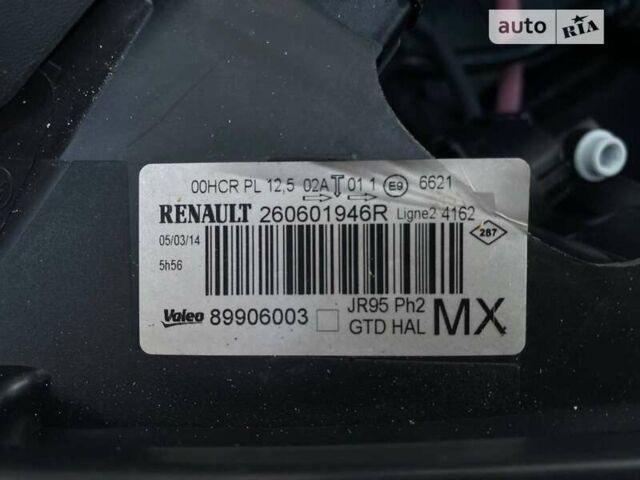 auto RIA
00HCR PL 12,5 02A T 01 1 E9 6621
RENAULT 260601946R Ligne2 4162
287
05/03/14
5h56
Valeo 89906003 JR95 Ph2
GTD HAL MX